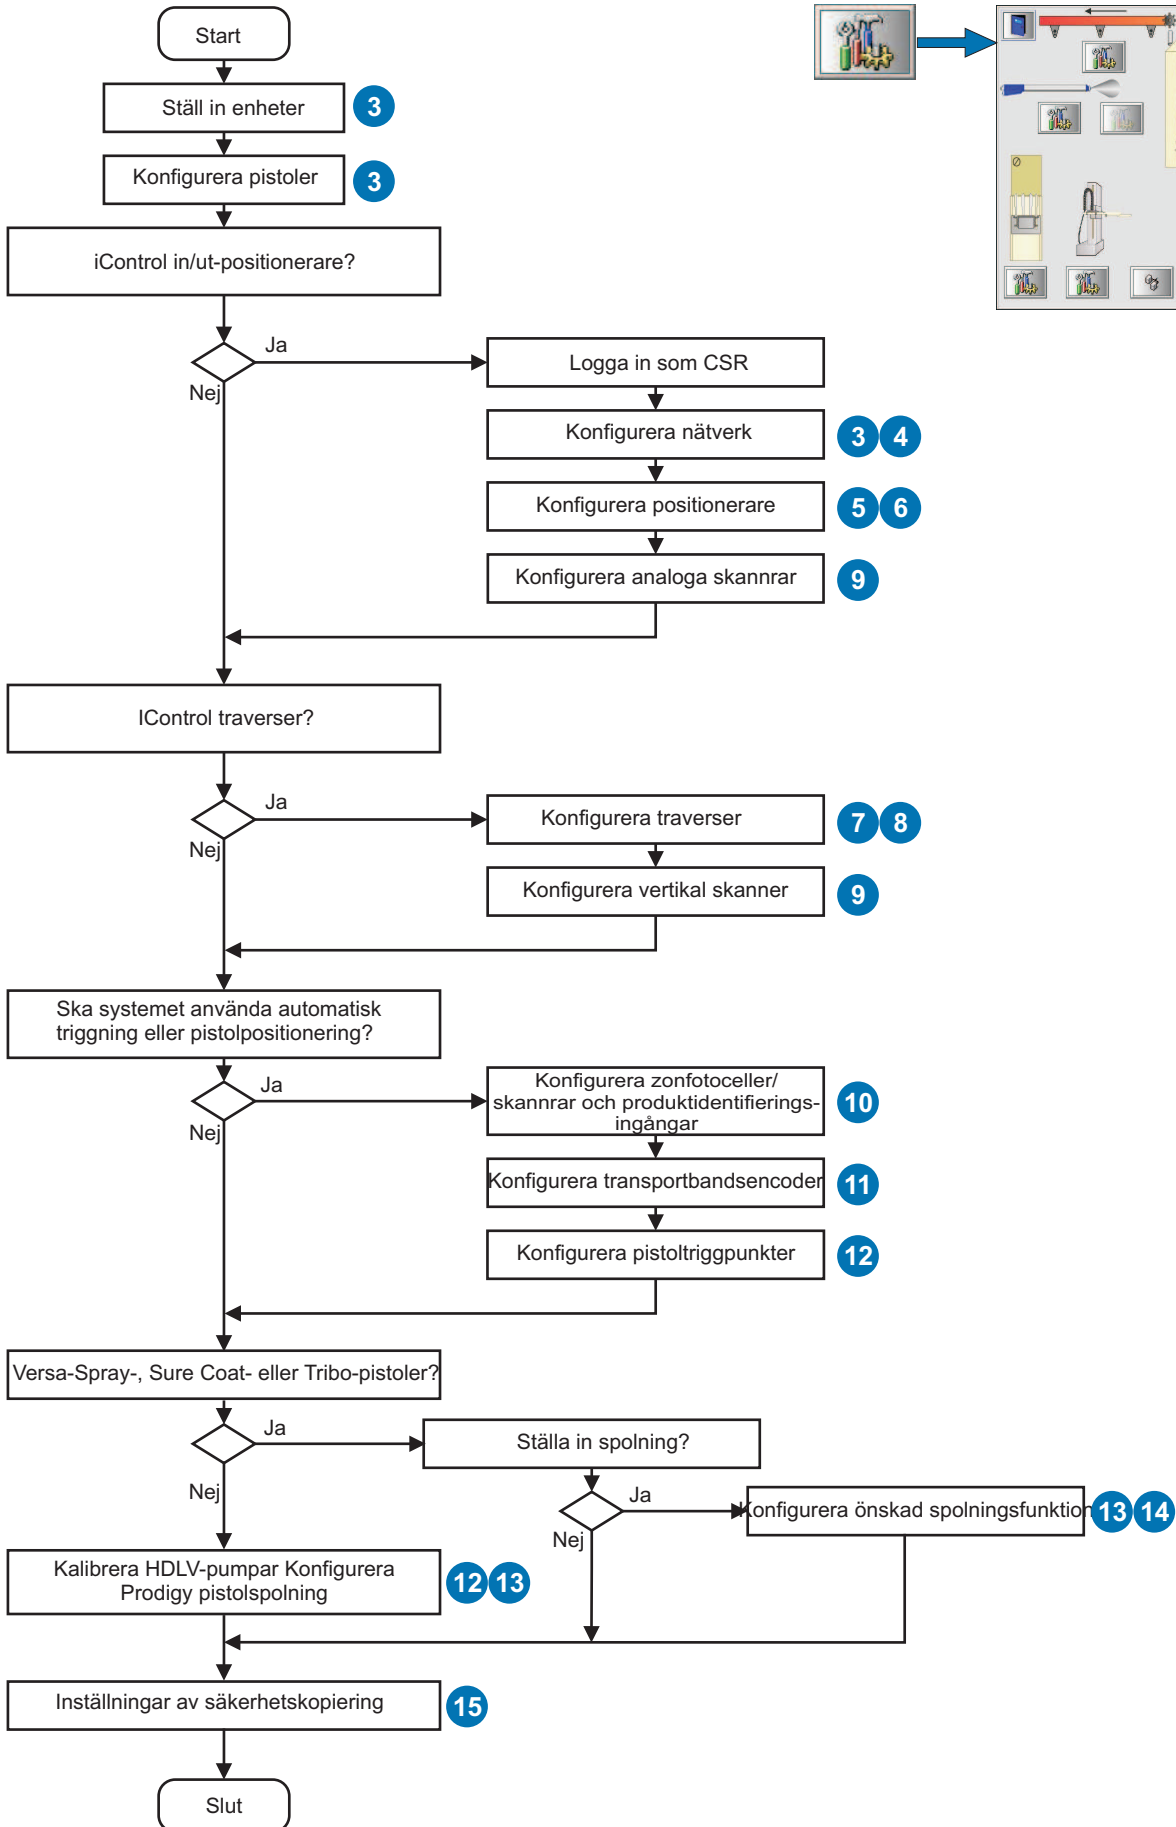 Start
Ställ in enheter
3
Konfigurera pistoler
3
iControl in/ut-positionerare?
Ja
Nej
Logga in som CSR
Konfigurera nätverk
3 4
Konfigurera positionerare
5 6
Konfigurera analoga skannrar
9
IControl traverser?
Ja
Nej
Konfigurera traverser
7 8
Konfigurera vertikal skanner
9
Ska systemet använda automatisk
triggning eller pistolpositionering?
Ja
Nej
Konfigurera zonfotoceller/
skannrar och produktidentifierings-
ingångar
10
Konfigurera transportbandsencoder
11
Konfigurera pistoltriggpunkter
12
Versa-Spray-, Sure Coat- eller Tribo-pistoler?
Ja
Nej
Ställa in spolning?
Ja
Nej
Konfigurera önskad spolningsfunktion
13 14
Kalibrera HDLV-pumpar Konfigurera
Prodigy pistolspolning
12 13
Inställningar av säkerhetskopiering
15
Slut